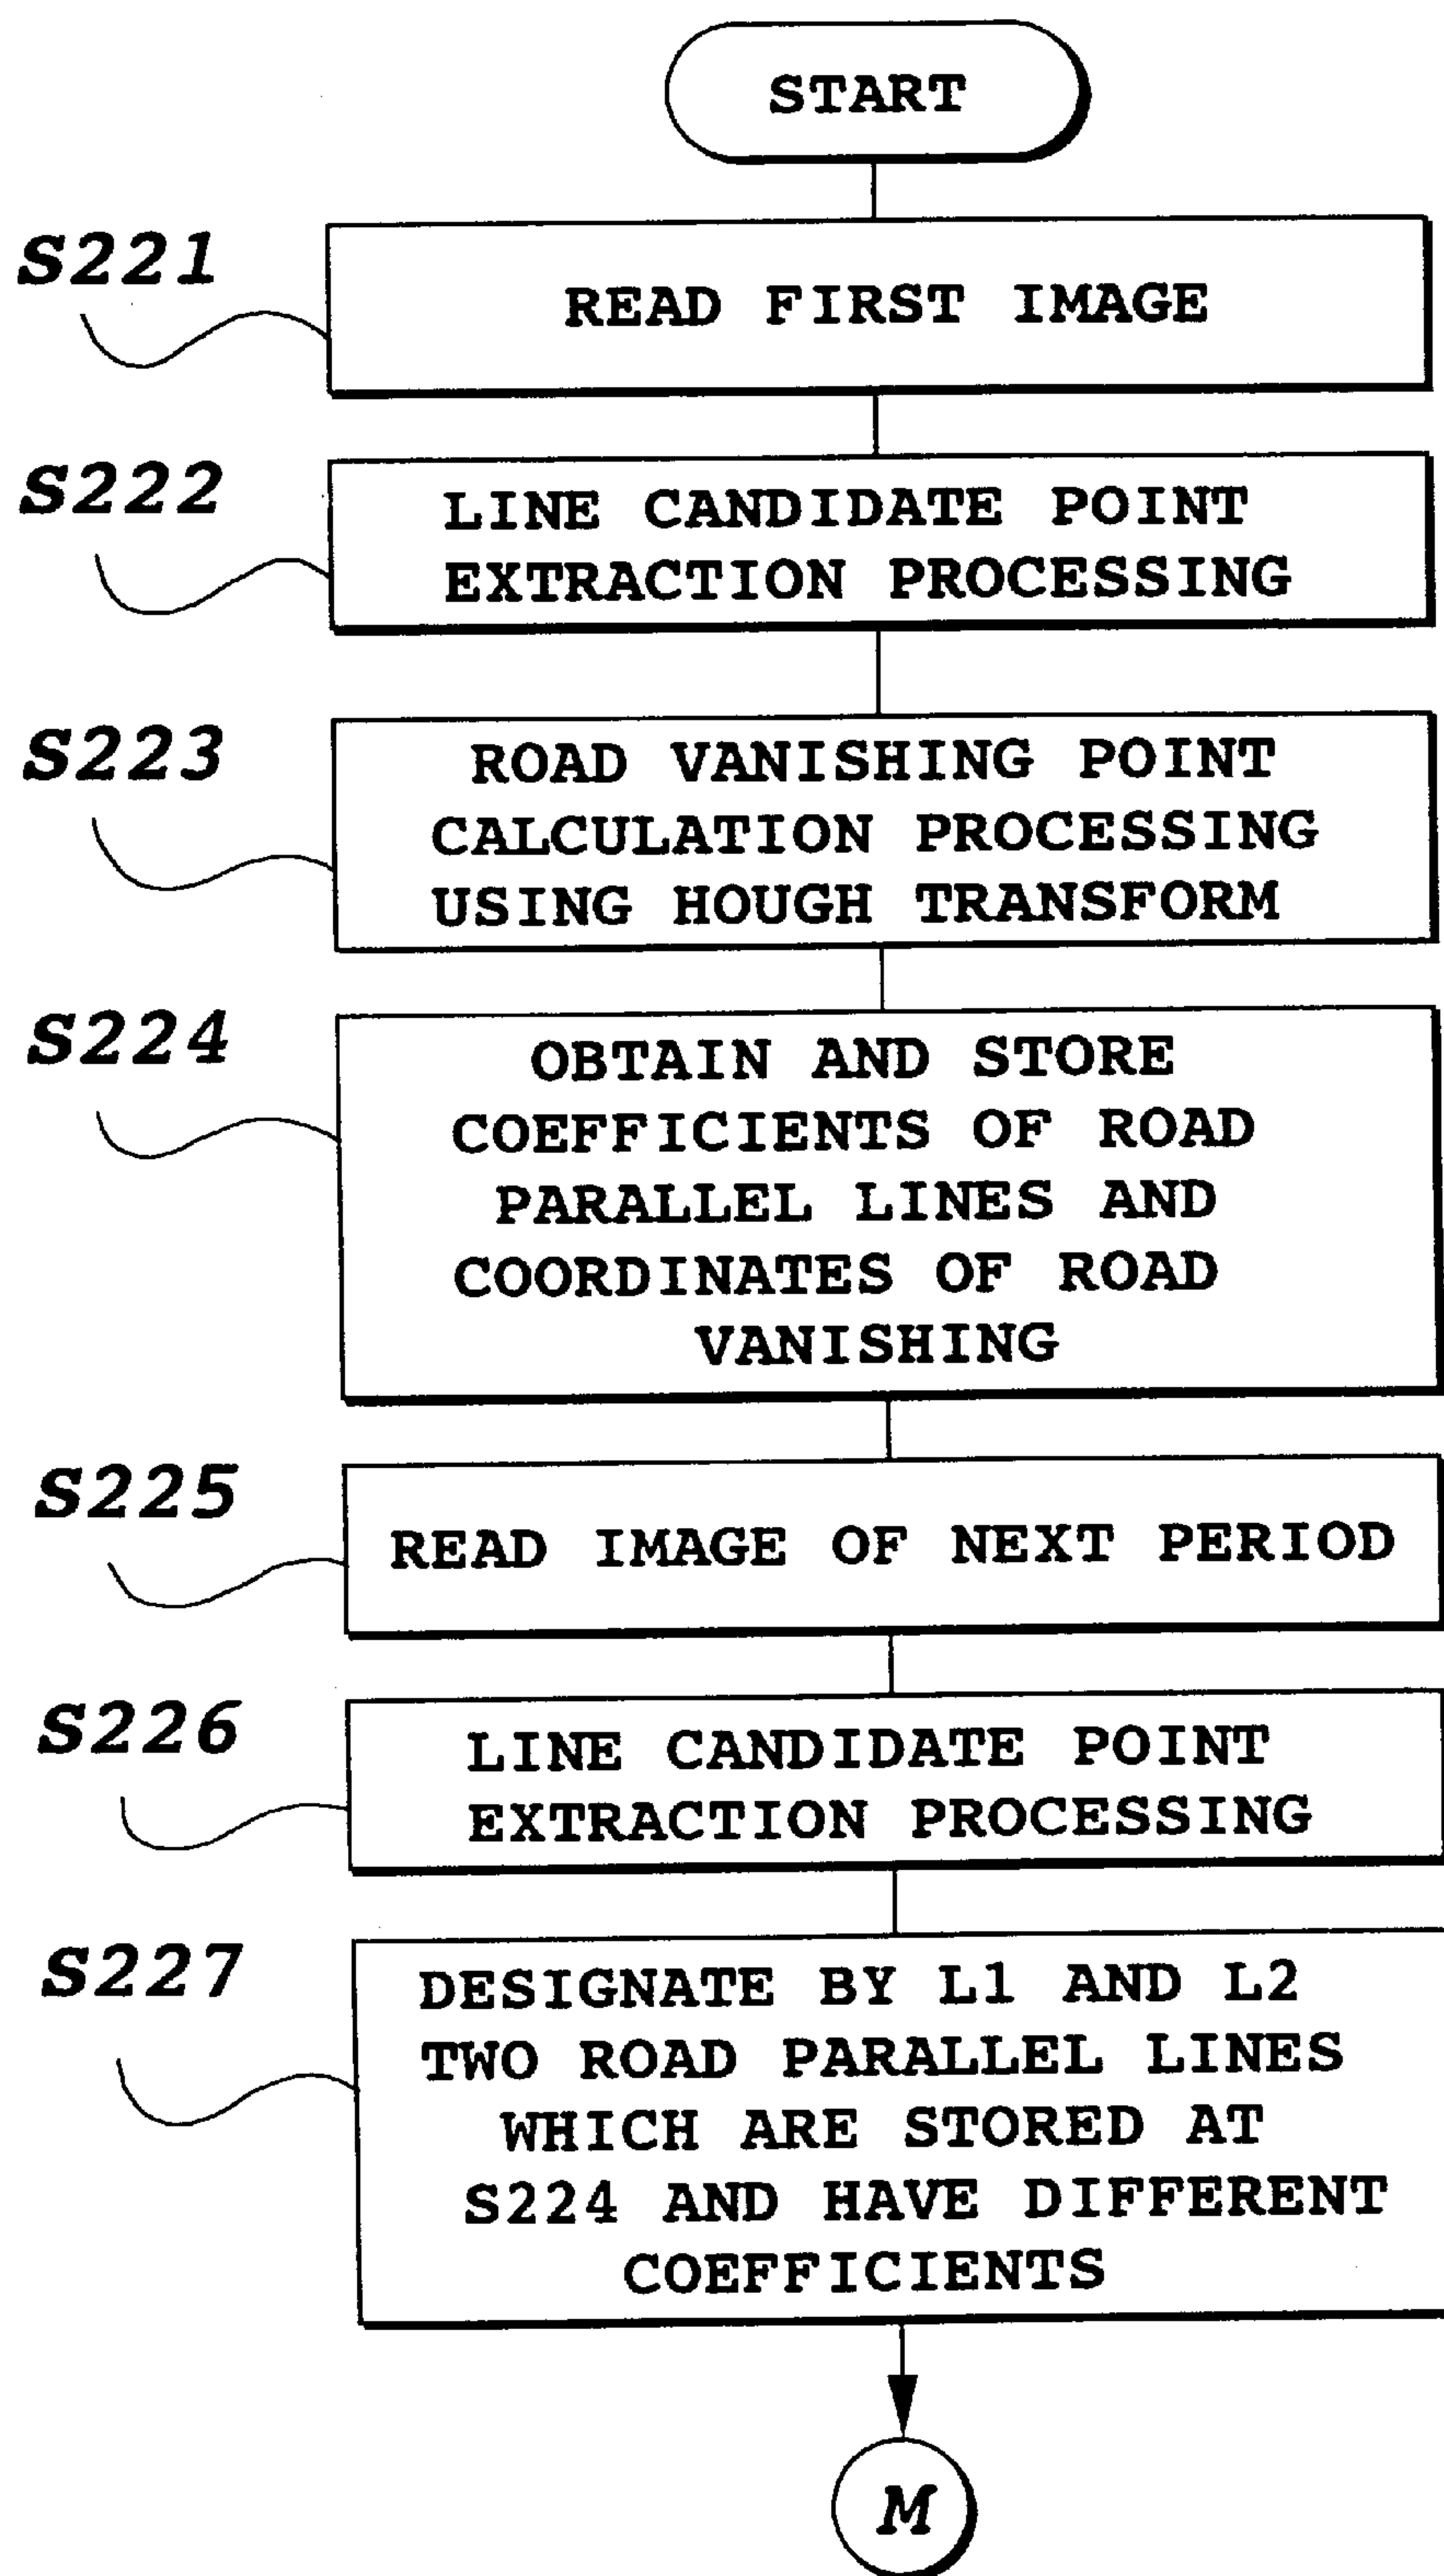 START
S221
READ FIRST IMAGE
S222
LINE CANDIDATE POINT
EXTRACTION PROCESSING
S223
ROAD VANISHING POINT
CALCULATION PROCESSING
USING HOUGH TRANSFORM
S224
OBTAIN AND STORE
COEFFICIENTS OF ROAD
PARALLEL LINES AND
COORDINATES OF ROAD
VANISHING
S225
READ IMAGE OF NEXT PERIOD
S226
LINE CANDIDATE POINT
EXTRACTION PROCESSING
S227
DESIGNATE BY L1 AND L2
TWO ROAD PARALLEL LINES
WHICH ARE STORED AT
S224 AND HAVE DIFFERENT
COEFFICIENTS
M